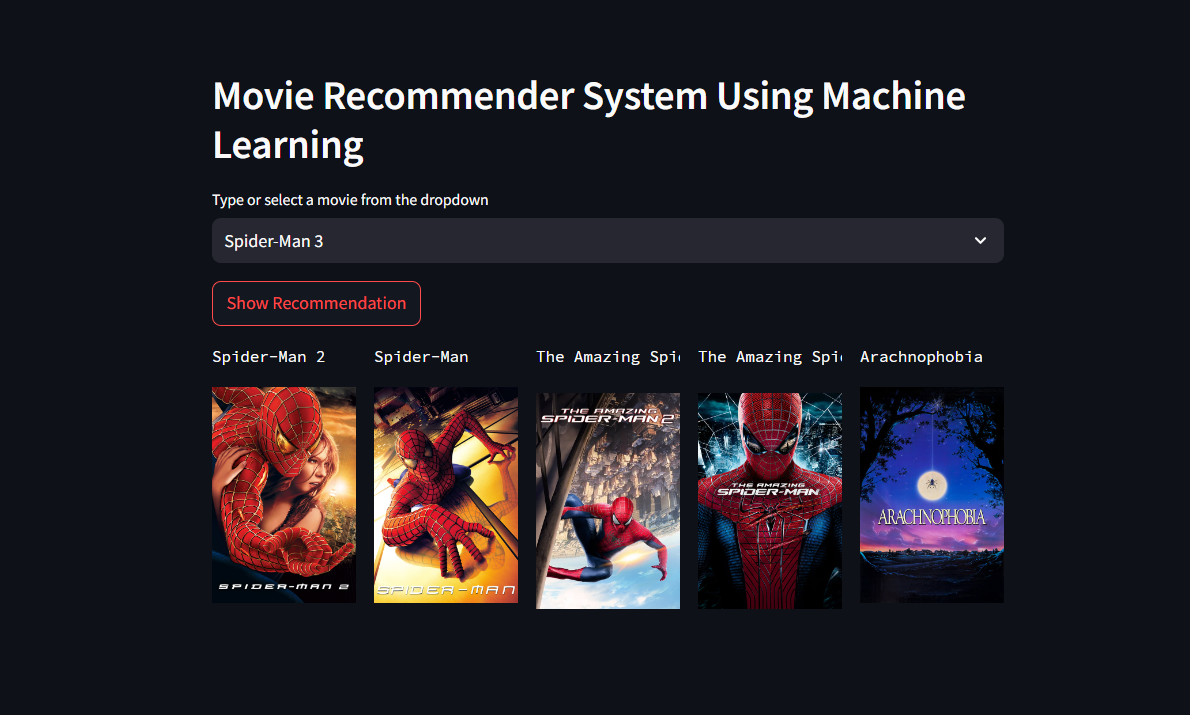 Movie Recommender System Using Machine
Learning
Type or select a movie from the dropdown
Spider-Man 3
Show Recommendation
Spider-Man 2
Spider-Man
The Amazing Spi
The Amazing Spi
Arachnophobia
SPIDER-MAN 2
SPIDER-MAN
THE AMAZING
SPIDER-MAN 2
THE AMAZING
SPIDER-MAN
ARACHNOPHOBIA